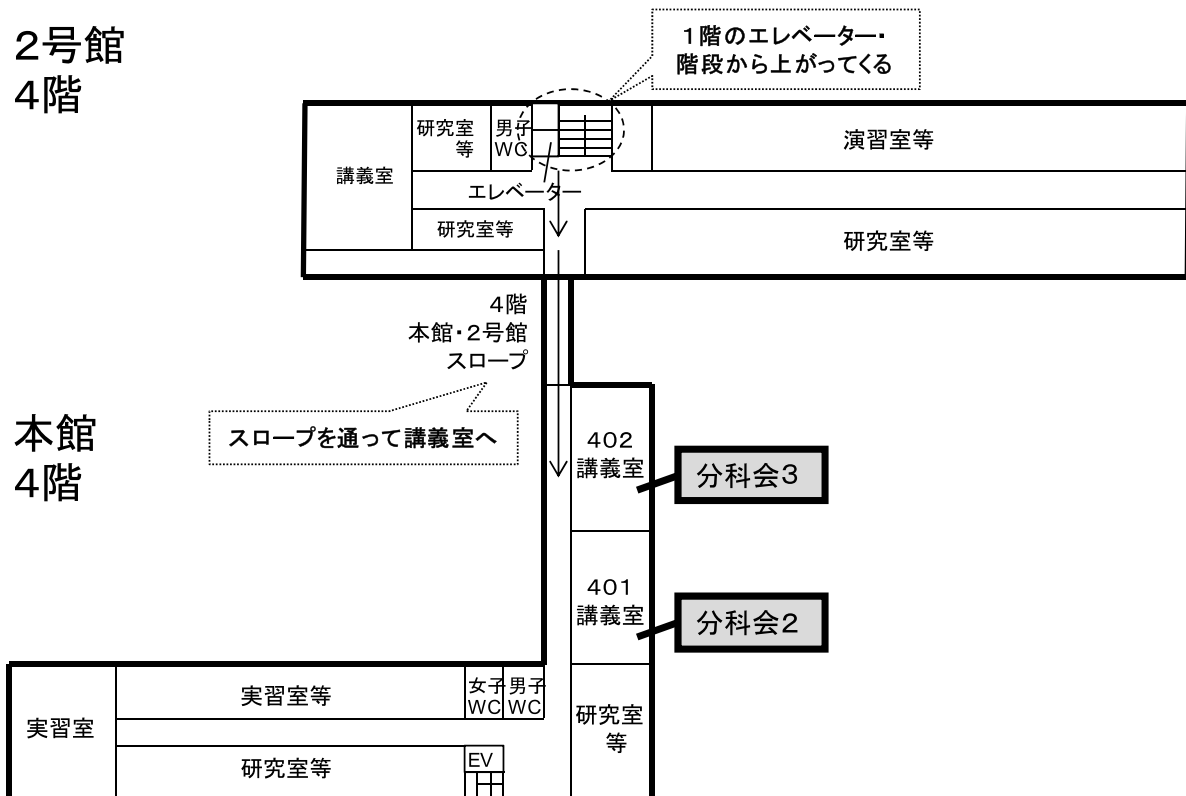 ２号館
４階
１階のエレベーター・
階段から上がってくる
研究室
等
男子
WC
講義室
演習室等
エレベーター
研究室等
研究室等
４階
本館・２号館
スロープ
スロープを通って講義室へ
本館
４階
４０２
講義室
分科会３
４０１
講義室
分科会２
実習室
実習室等
女子
WC
男子
WC
研究室
等
研究室等
EV